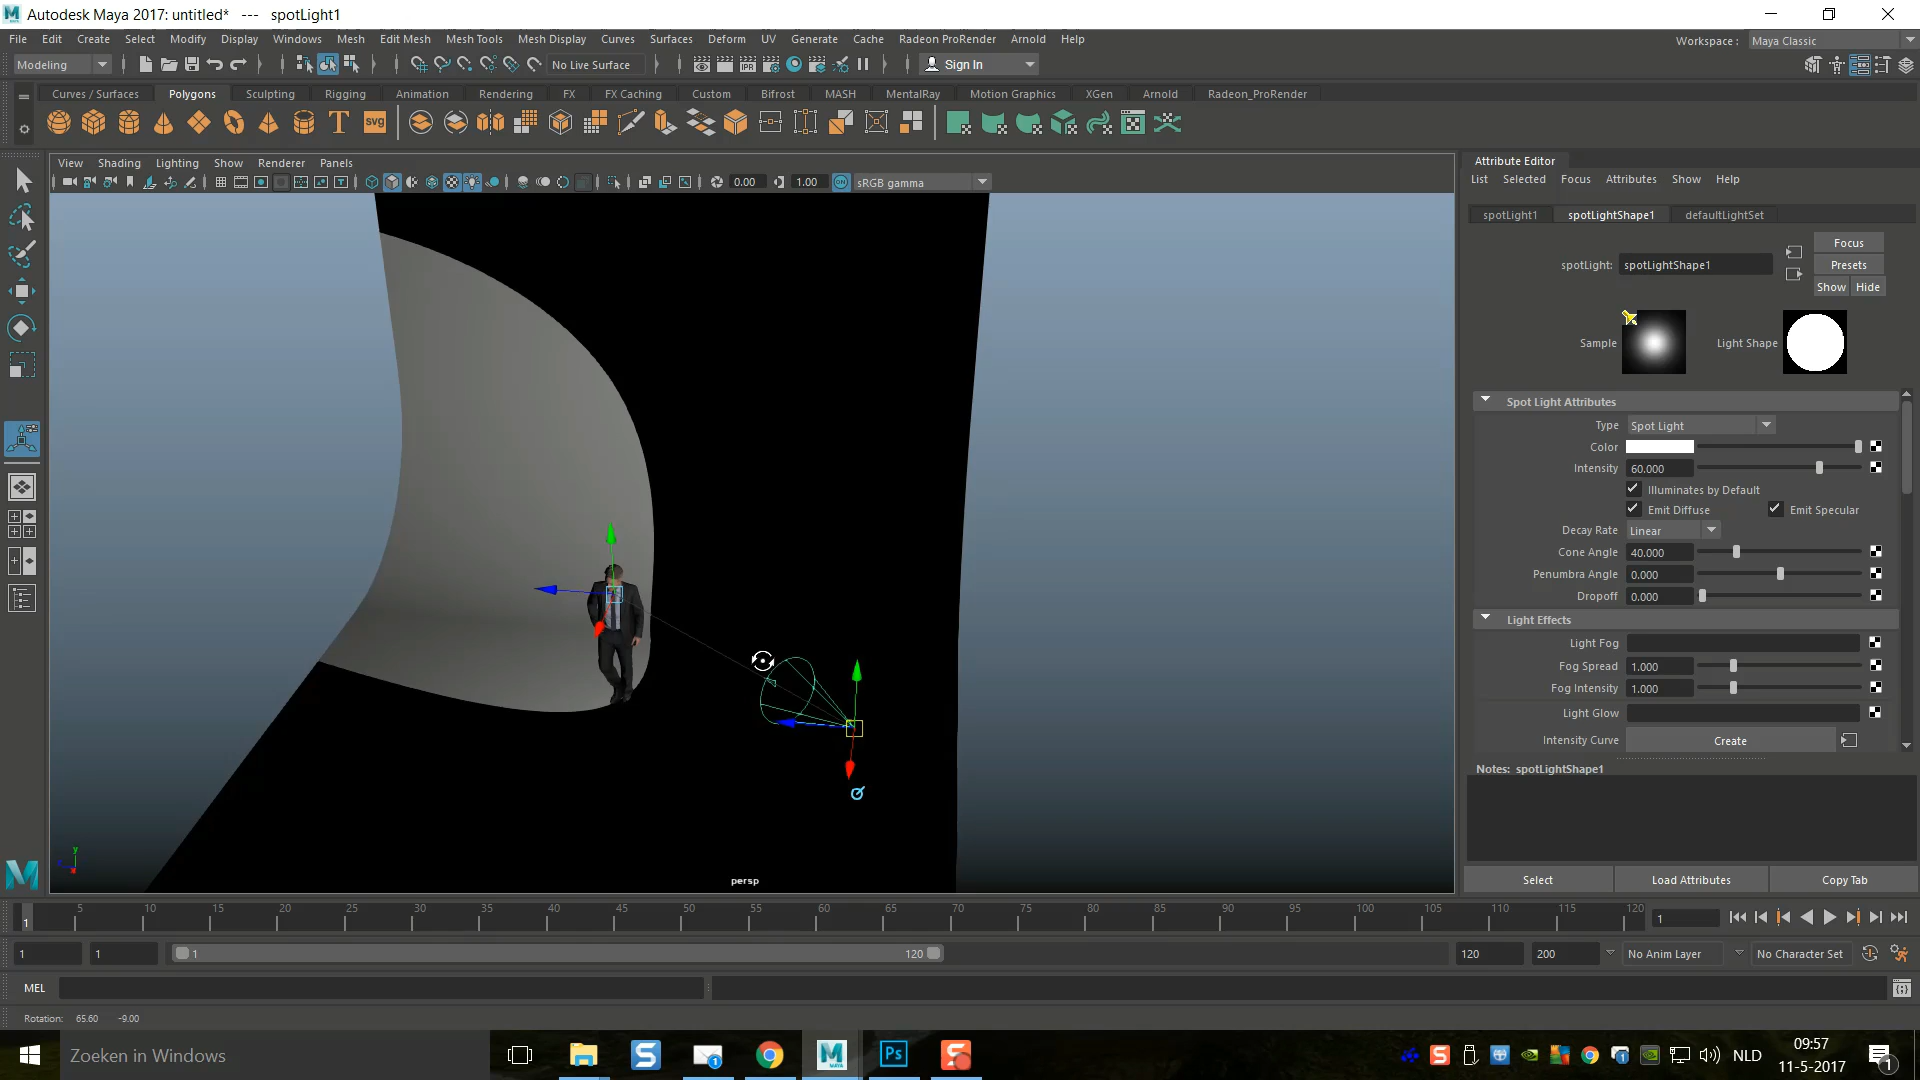 Autodesk Maya 2017: untitled*   ---   spotLight1
File Edit Create Select Modify Display Windows Mesh Edit Mesh Mesh Tools Mesh Display Curves Surfaces Deform UV Generate Cache Radeon ProRender Arnold Help
Workspace : Maya Classic
Modeling No Live Surface IPR Sign In
Curves / Surfaces Polygons Sculpting Rigging Animation Rendering FX FX Caching Custom Bifrost MASH MentalRay Motion Graphics XGen Arnold Radeon_ProRender
T SVG
View Shading Lighting Show Renderer Panels
0.00 1.00 ON sRGB gamma
Attribute Editor
List Selected Focus Attributes Show Help
spotLight1 spotLightShape1 defaultLightSet
spotLight: spotLightShape1
Focus
Presets
Show Hide
Sample Light Shape
Spot Light Attributes
Type Spot Light
Color
Intensity 60.000
Illuminates by Default
Emit Diffuse Emit Specular
Decay Rate Linear
Cone Angle 40.000
Penumbra Angle 0.000
Dropoff 0.000
Light Effects
Light Fog
Fog Spread 1.000
Fog Intensity 1.000
Light Glow
Intensity Curve Create
Notes: spotLightShape1
Select Load Attributes Copy Tab
y
persp
1 5 10 15 20 25 30 35 40 45 50 55 60 65 70 75 80 85 90 95 100 105 110 115 120 1
1 1 1 120 120 200 No Anim Layer No Character Set
MEL
Rotation: 65.60 -9.00
Zoeken in Windows
S 1 MAYA Ps S
S 1 NLD
09:57
11-5-2017
1